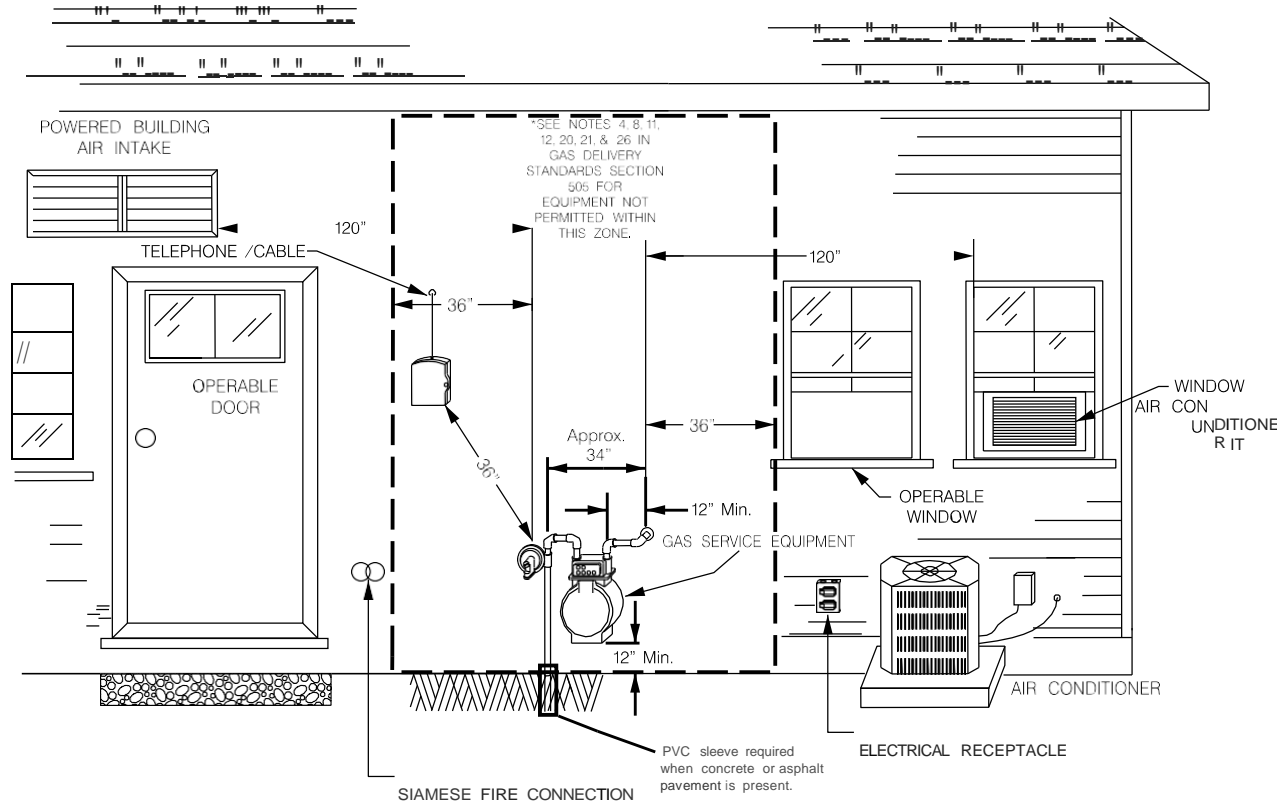 POWERED BUILDING
AIR INTAKE
*SEE NOTES 4, 8, 11,
12, 20, 21, & 26 IN
GAS DELIVERY
STANDARDS SECTION
505 FOR
EQUIPMENT NOT
PERMITTED WITHIN
THIS ZONE.
120"
TELEPHONE /CABLE
120"
36"
OPERABLE
DOOR
WINDOW
AIR CON
UNDITIONE
R IT
36"
Approx.
34"
36"
OPERABLE
WINDOW
12" Min.
GAS SERVICE EQUIPMENT
12" Min.
AIR CONDITIONER
PVC sleeve required
when concrete or asphalt
pavement is present.
ELECTRICAL RECEPTACLE
SIAMESE FIRE CONNECTION